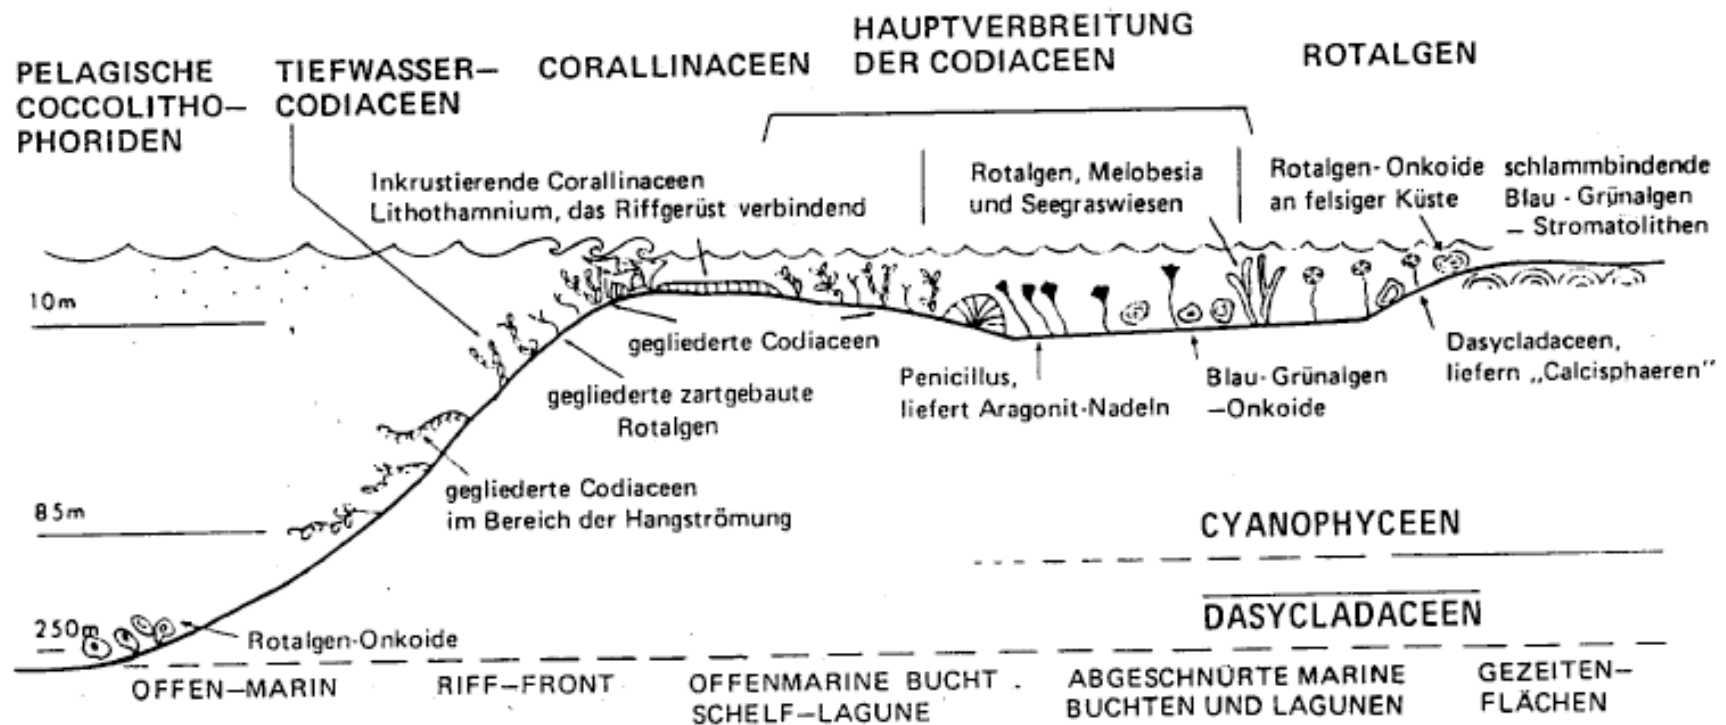 PELAGISCHE
COCCOLITHO–
PHORIDEN
TIEFWASSER–
CODIACEEN
CORALLINACEEN
HAUPTVERBREITUNG
DER CODIACEEN
ROTALGEN
Inkrustierende Corallinaceen
Lithothamnium, das Riffgerüst verbindend
Rotalgen, Melobesia
und Seegraswiesen
Rotalgen-Onkoide
an felsiger Küste
schlammbindende
Blau - Grünalgen
– Stromatolithen
10m
gegliederte Codiaceen
gegliederte zartgebaute
Rotalgen
Penicillus,
liefert Aragonit-Nadeln
Blau-Grünalgen
–Onkoide
Dasycladaceen,
liefern „Calcisphaeren"
gegliederte Codiaceen
im Bereich der Hangströmung
85m
CYANOPHYCEEN
DASYCLADACEEN
250m
Rotalgen-Onkoide
OFFEN–MARIN
RIFF–FRONT
OFFENMARINE BUCHT .
SCHELF–LAGUNE
ABGESCHNÜRTE MARINE
BUCHTEN UND LAGUNEN
GEZEITEN–
FLÄCHEN